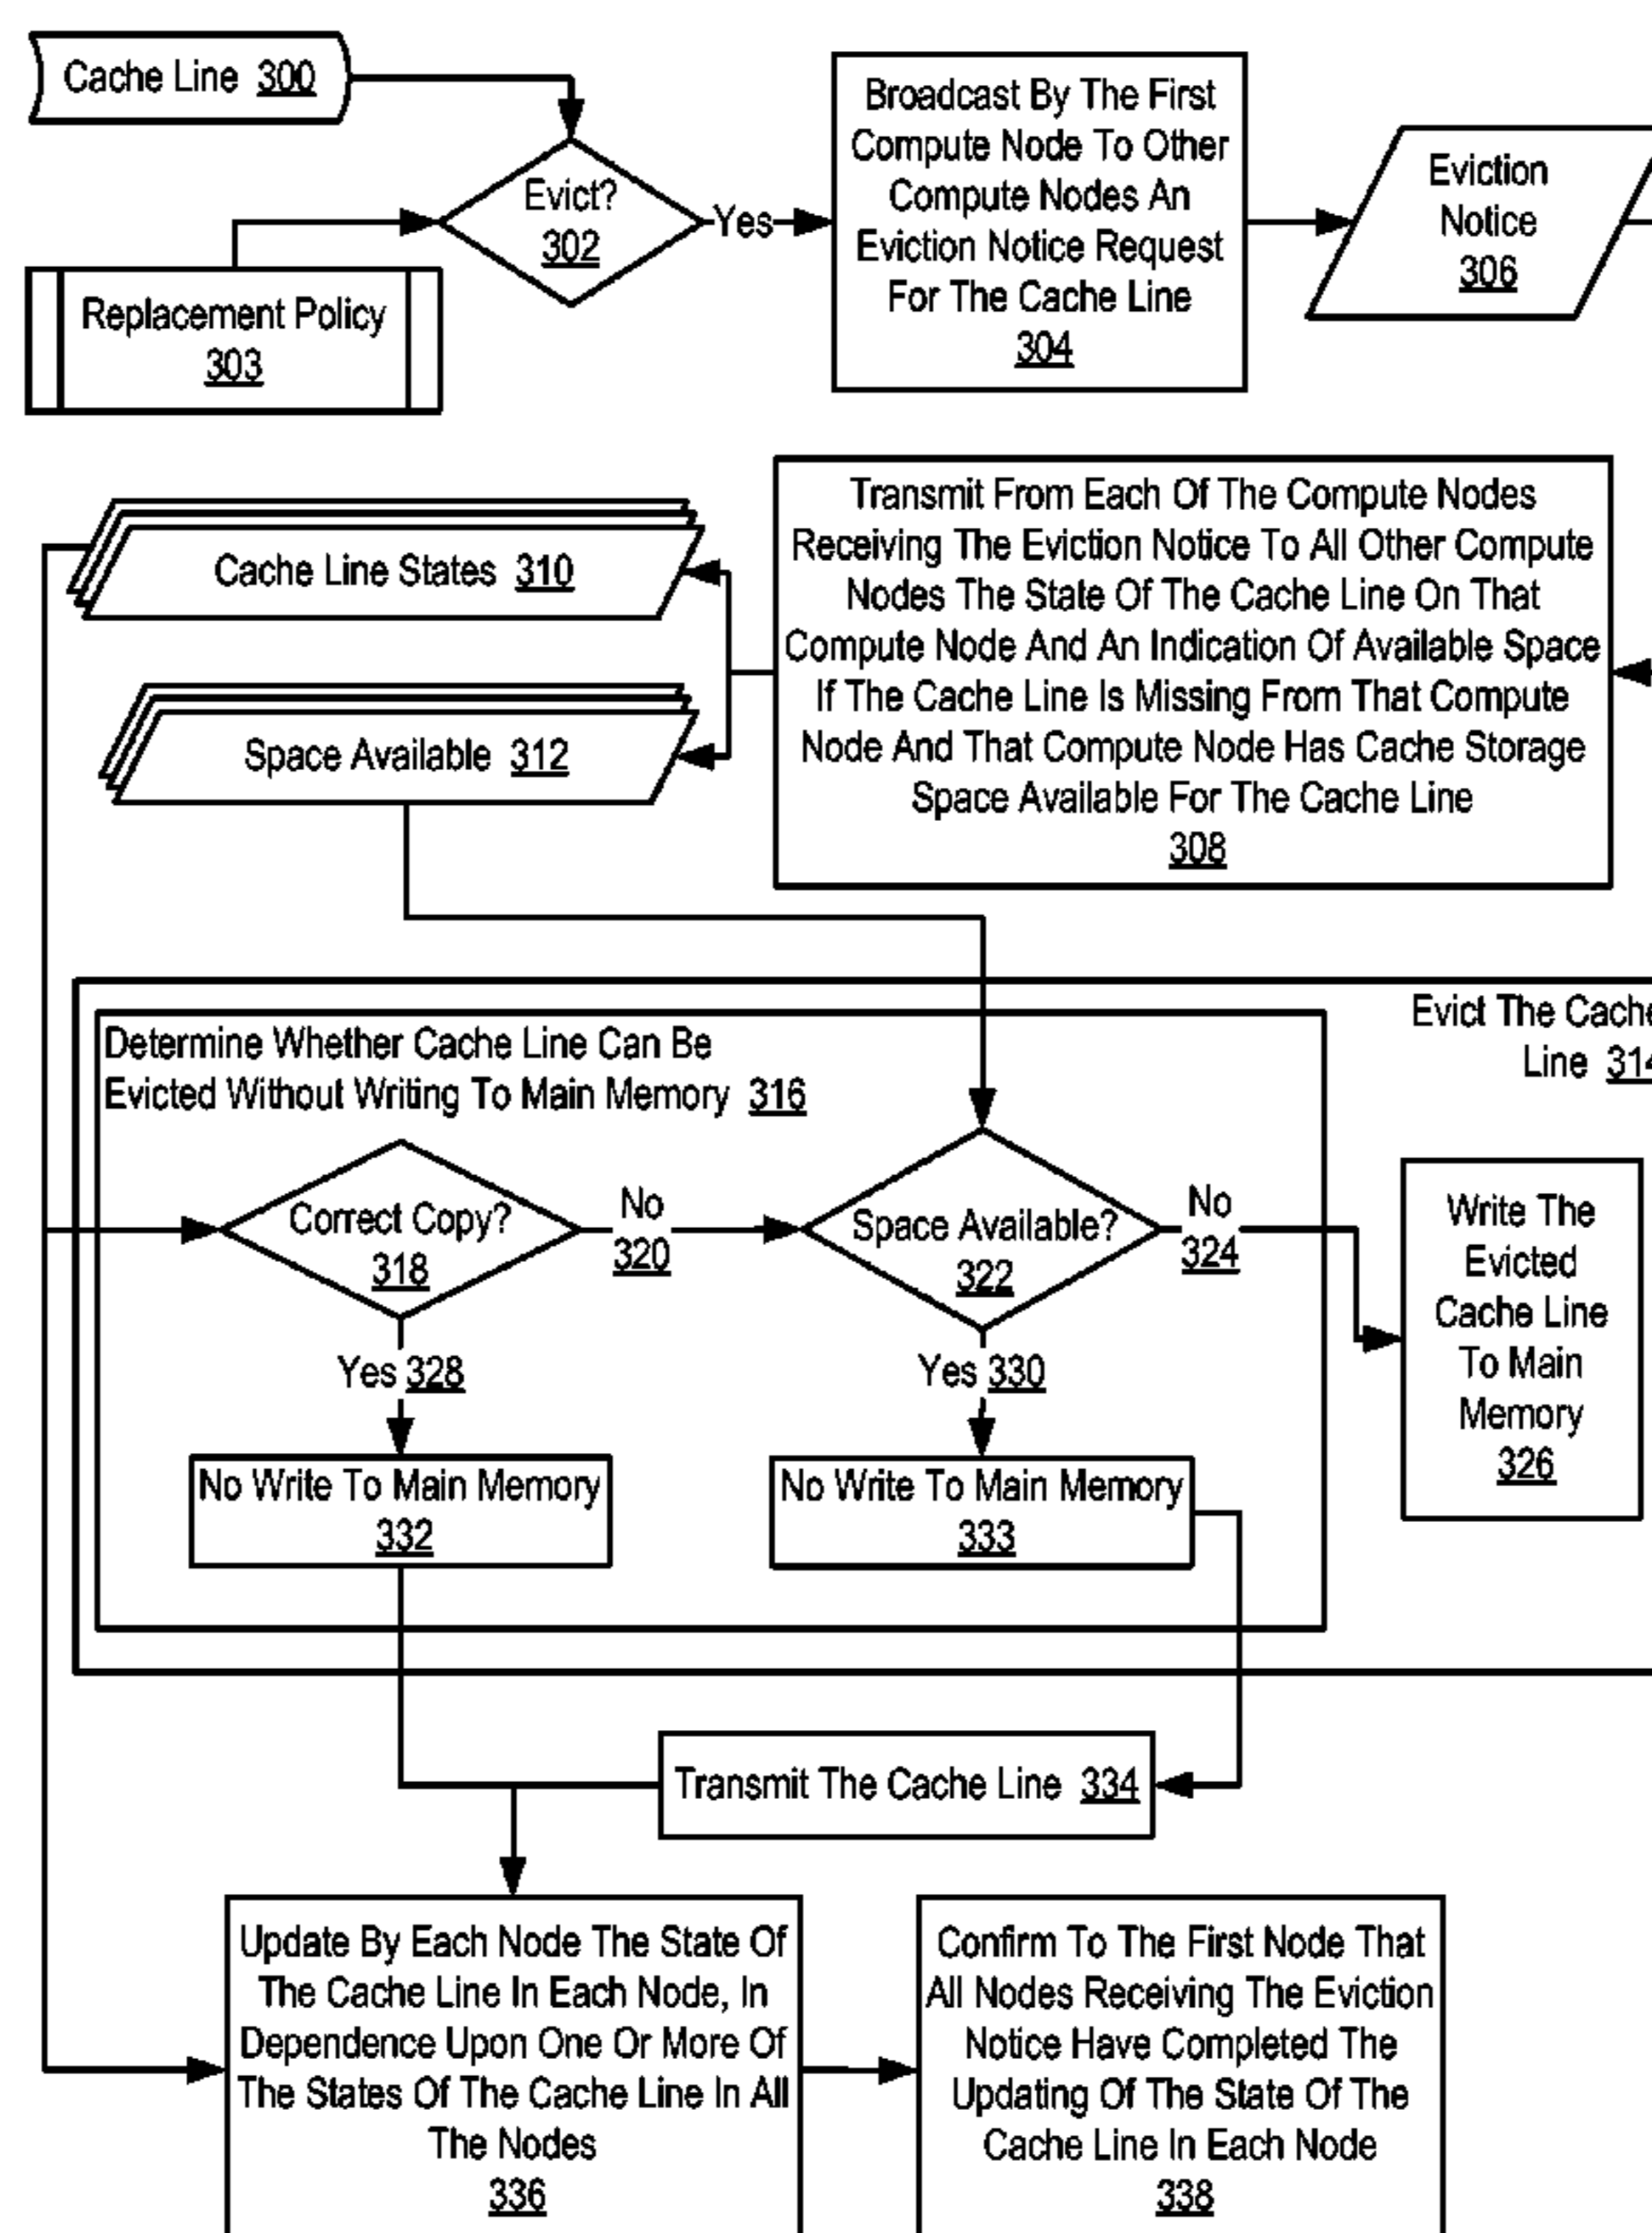 Cache Line 300
Evict?
302
Yes
Replacement Policy
303
Broadcast By The First
Compute Node To Other
Compute Nodes An
Eviction Notice Request
For The Cache Line
304
Eviction
Notice
306
Transmit From Each Of The Compute Nodes
Receiving The Eviction Notice To All Other Compute
Nodes The State Of The Cache Line On That
Compute Node And An Indication Of Available Space
If The Cache Line Is Missing From That Compute
Node And That Compute Node Has Cache Storage
Space Available For The Cache Line
308
Cache Line States 310
Space Available 312
Evict The Cache
Line 314
Determine Whether Cache Line Can Be
Evicted Without Writing To Main Memory 316
Correct Copy?
318
No
320
Space Available?
322
No
324
Write The
Evicted
Cache Line
To Main
Memory
326
Yes 328
Yes 330
No Write To Main Memory
332
No Write To Main Memory
333
Transmit The Cache Line 334
Update By Each Node The State Of
The Cache Line In Each Node, In
Dependence Upon One Or More Of
The States Of The Cache Line In All
The Nodes
336
Confirm To The First Node That
All Nodes Receiving The Eviction
Notice Have Completed The
Updating Of The State Of The
Cache Line In Each Node
338